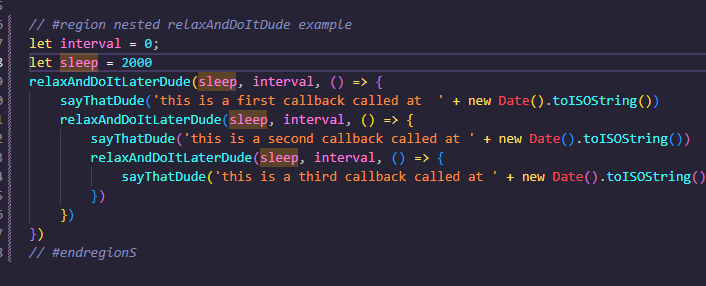 // #region nested relaxAndDoItDude example
let interval = 0;
let sleep = 2000
relaxAndDoItLaterDude(sleep, interval, () => {
    sayThatDude('this is a first callback called at  ' + new Date().toISOString())
    relaxAndDoItLaterDude(sleep, interval, () => {
        sayThatDude('this is a second callback called at ' + new Date().toISOString())
        relaxAndDoItLaterDude(sleep, interval, () => {
            sayThatDude('this is a third callback called at ' + new Date().toISOString()
        })
    })
})
// #endregionS